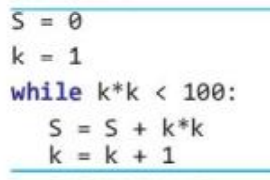 S = 0
k = 1
while k*k < 100:
    S = S + k*k
    k = k + 1